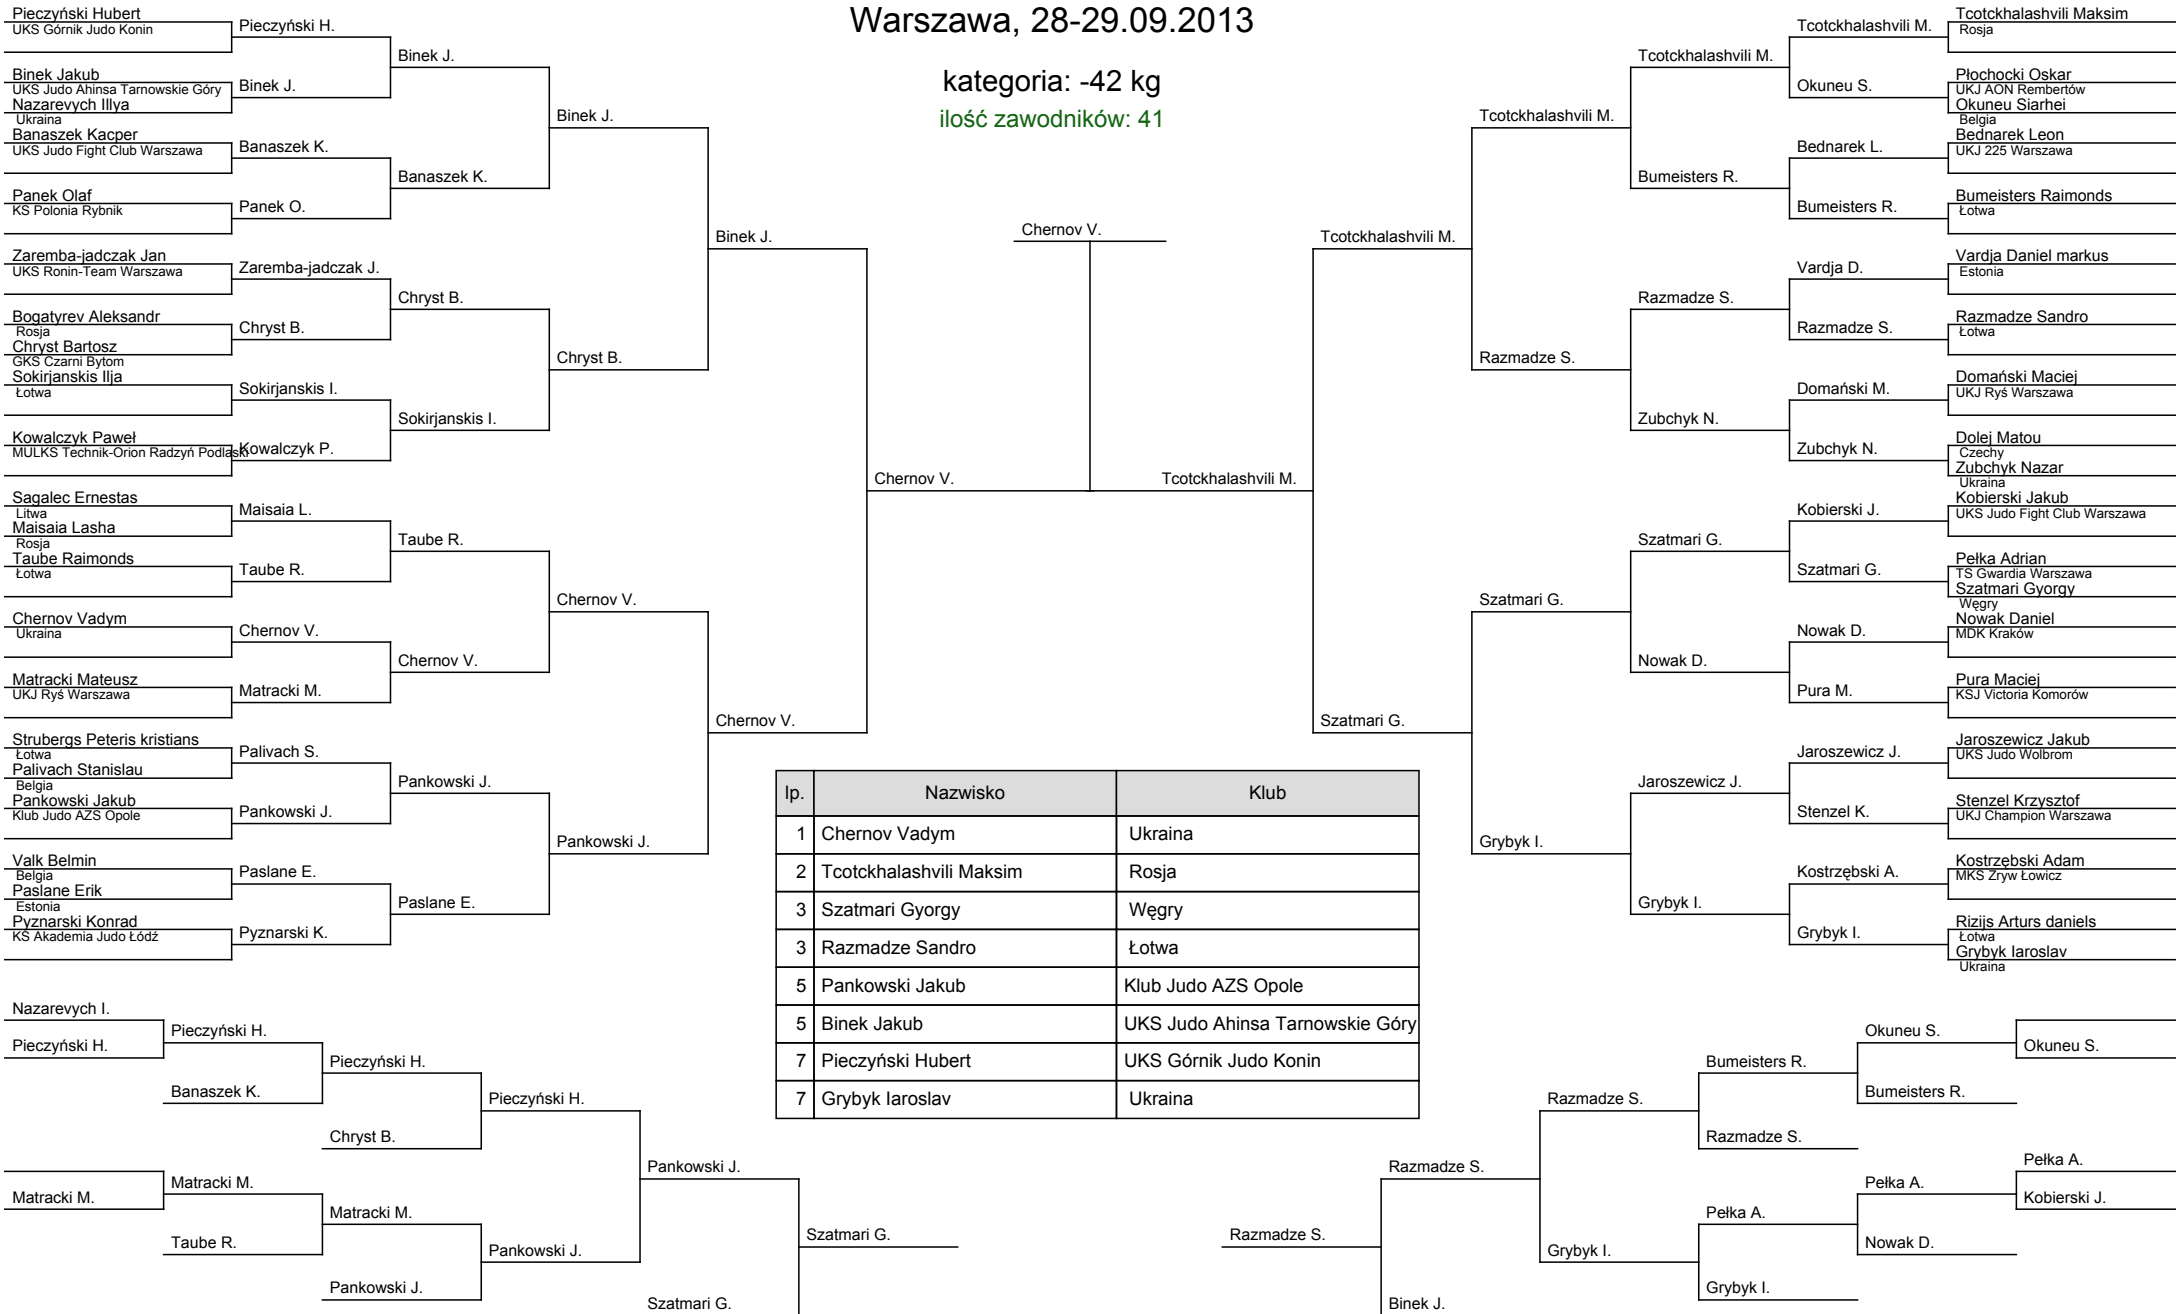 Warszawa, 28-29.09.2013
kategoria: -42 kg
ilość zawodników: 41
Pieczyński Hubert
UKS Górnik Judo Konin
Binek Jakub
UKS Judo Ahinsa Tarnowskie Góry
Nazarevych Illya
Ukraina
Banaszek Kacper
UKS Judo Fight Club Warszawa
Panek Olaf
KS Polonia Rybnik
Zaremba-jadczak Jan
UKS Ronin-Team Warszawa
Bogatyrev Aleksandr
Rosja
Chryst Bartosz
GKS Czarni Bytom
Sokirjanskis Ilja
Łotwa
Kowalczyk Paweł
MULKS Technik-Orion Radzyń Podlaski
Sagalec Ernestas
Litwa
Maisaia Lasha
Rosja
Taube Raimonds
Łotwa
Chernov Vadym
Ukraina
Matracki Mateusz
UKJ Ryś Warszawa
Strubergs Peteris kristians
Łotwa
Palivach Stanislau
Belgia
Pankowski Jakub
Klub Judo AZS Opole
Valk Belmin
Belgia
Paslane Erik
Estonia
Pyznarski Konrad
KS Akademia Judo Łódź
Pieczyński H.
Binek J.
Banaszek K.
Panek O.
Zaremba-jadczak J.
Chryst B.
Sokirjanskis I.
Kowalczyk P.
Maisaia L.
Taube R.
Chernov V.
Matracki M.
Palivach S.
Pankowski J.
Paslane E.
Pyznarski K.
Binek J.
Banaszek K.
Chryst B.
Sokirjanskis I.
Taube R.
Chernov V.
Pankowski J.
Paslane E.
Binek J.
Chryst B.
Chernov V.
Pankowski J.
Binek J.
Chernov V.
Chernov V.
Chernov V.
Tcotckhalashvili M.
Tcotckhalashvili M.
Szatmari G.
Tcotckhalashvili M.
Razmadze S.
Szatmari G.
Grybyk I.
Tcotckhalashvili M.
Bumeisters R.
Razmadze S.
Zubchyk N.
Szatmari G.
Nowak D.
Jaroszewicz J.
Grybyk I.
Tcotckhalashvili M.
Okuneu S.
Bednarek L.
Bumeisters R.
Vardja D.
Razmadze S.
Domański M.
Zubchyk N.
Kobierski J.
Szatmari G.
Nowak D.
Pura M.
Jaroszewicz J.
Stenzel K.
Kostrzębski A.
Grybyk I.
Tcotckhalashvili Maksim
Rosja
Płochocki Oskar
UKJ AON Rembertów
Okuneu Siarhei
Belgia
Bednarek Leon
UKJ 225 Warszawa
Bumeisters Raimonds
Łotwa
Vardja Daniel markus
Estonia
Razmadze Sandro
Łotwa
Domański Maciej
UKJ Ryś Warszawa
Dolej Matou
Czechy
Zubchyk Nazar
Ukraina
Kobierski Jakub
UKS Judo Fight Club Warszawa
Pełka Adrian
TS Gwardia Warszawa
Szatmari Gyorgy
Węgry
Nowak Daniel
MDK Kraków
Pura Maciej
KSJ Victoria Komorów
Jaroszewicz Jakub
UKS Judo Wolbrom
Stenzel Krzysztof
UKJ Champion Warszawa
Kostrzębski Adam
MKS Zryw Łowicz
Rizijs Arturs daniels
Łotwa
Grybyk Iaroslav
Ukraina
lp. Nazwisko Klub
1 Chernov Vadym Ukraina
2 Tcotckhalashvili Maksim Rosja
3 Szatmari Gyorgy Węgry
3 Razmadze Sandro Łotwa
5 Pankowski Jakub Klub Judo AZS Opole
5 Binek Jakub UKS Judo Ahinsa Tarnowskie Góry
7 Pieczyński Hubert UKS Górnik Judo Konin
7 Grybyk Iaroslav Ukraina
Nazarevych I.
Pieczyński H.
Matracki M.
Pieczyński H.
Banaszek K.
Matracki M.
Taube R.
Pieczyński H.
Chryst B.
Matracki M.
Pankowski J.
Pieczyński H.
Pankowski J.
Pankowski J.
Szatmari G.
Szatmari G.
Razmadze S.
Razmadze S.
Binek J.
Razmadze S.
Grybyk I.
Bumeisters R.
Razmadze S.
Pełka A.
Grybyk I.
Okuneu S.
Bumeisters R.
Pełka A.
Nowak D.
Okuneu S.
Pełka A.
Kobierski J.